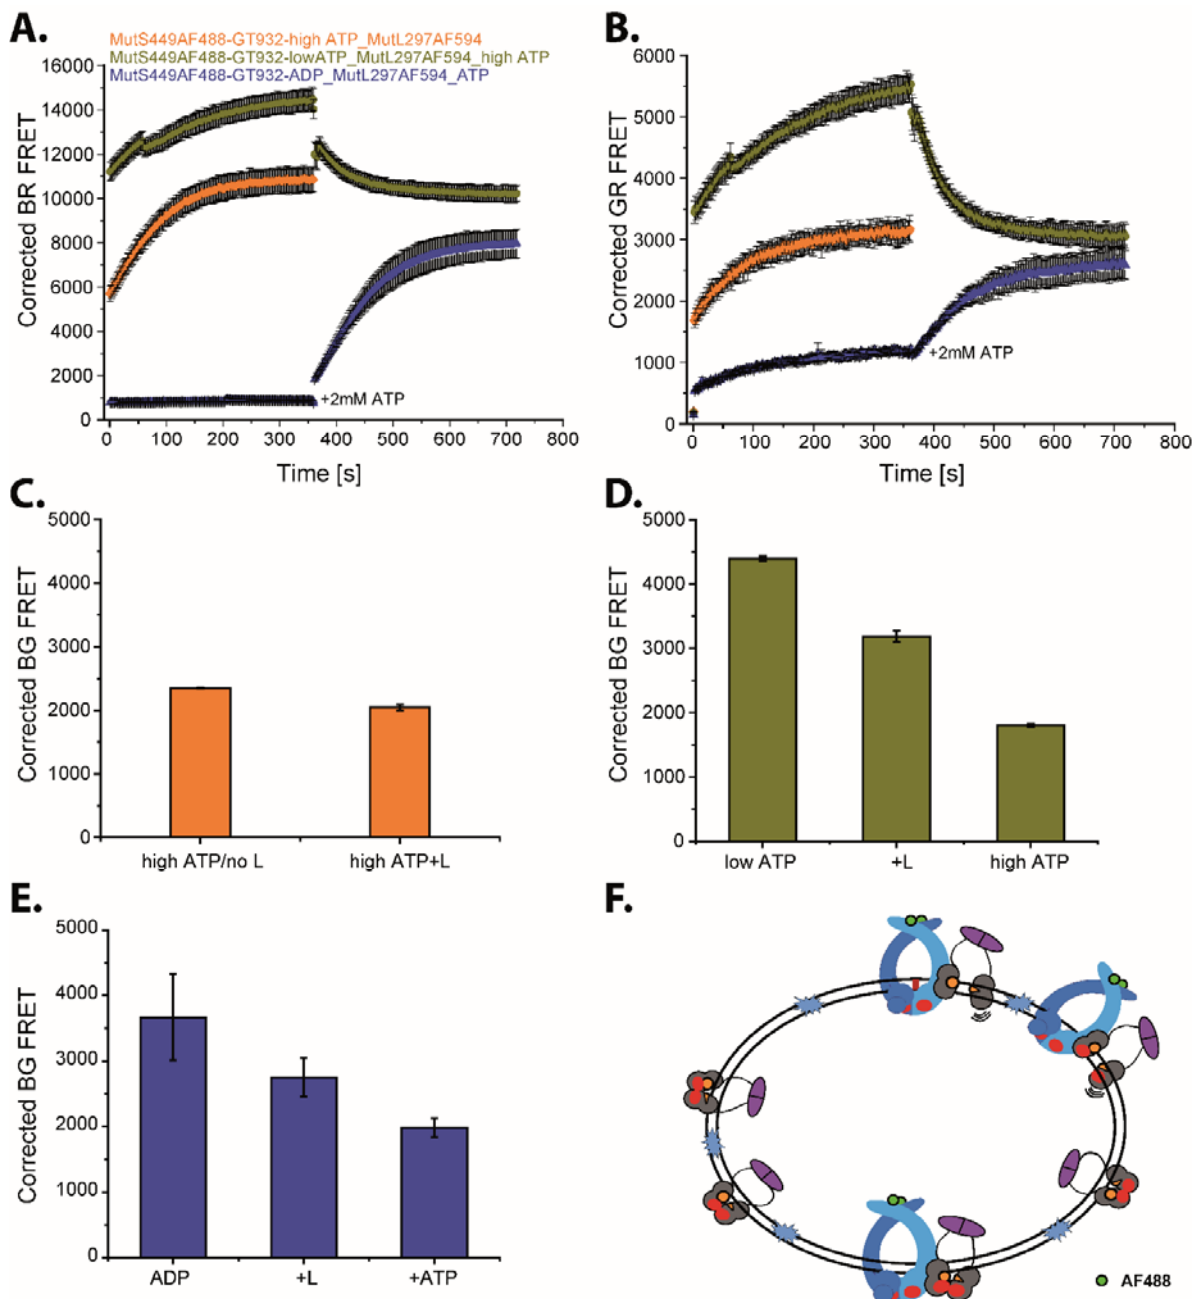 A.
MutS449AF488-GT932-high ATP_MutL297AF594
MutS449AF488-GT932-lowATP_MutL297AF594_high ATP
MutS449AF488-GT932-ADP_MutL297AF594_ATP
Corrected BR FRET
16000
14000
12000
10000
8000
6000
4000
2000
0
+2mM ATP
0 100 200 300 400 500 600 700 800
Time [s]
B.
Corrected GR FRET
6000
5000
4000
3000
2000
1000
0
+2mM ATP
0 100 200 300 400 500 600 700 800
Time [s]
C.
Corrected BG FRET
5000
4000
3000
2000
1000
0
high ATP/no L high ATP+L
D.
Corrected BG FRET
5000
4000
3000
2000
1000
0
low ATP +L high ATP
E.
Corrected BG FRET
5000
4000
3000
2000
1000
0
ADP +L +ATP
F.
AF488